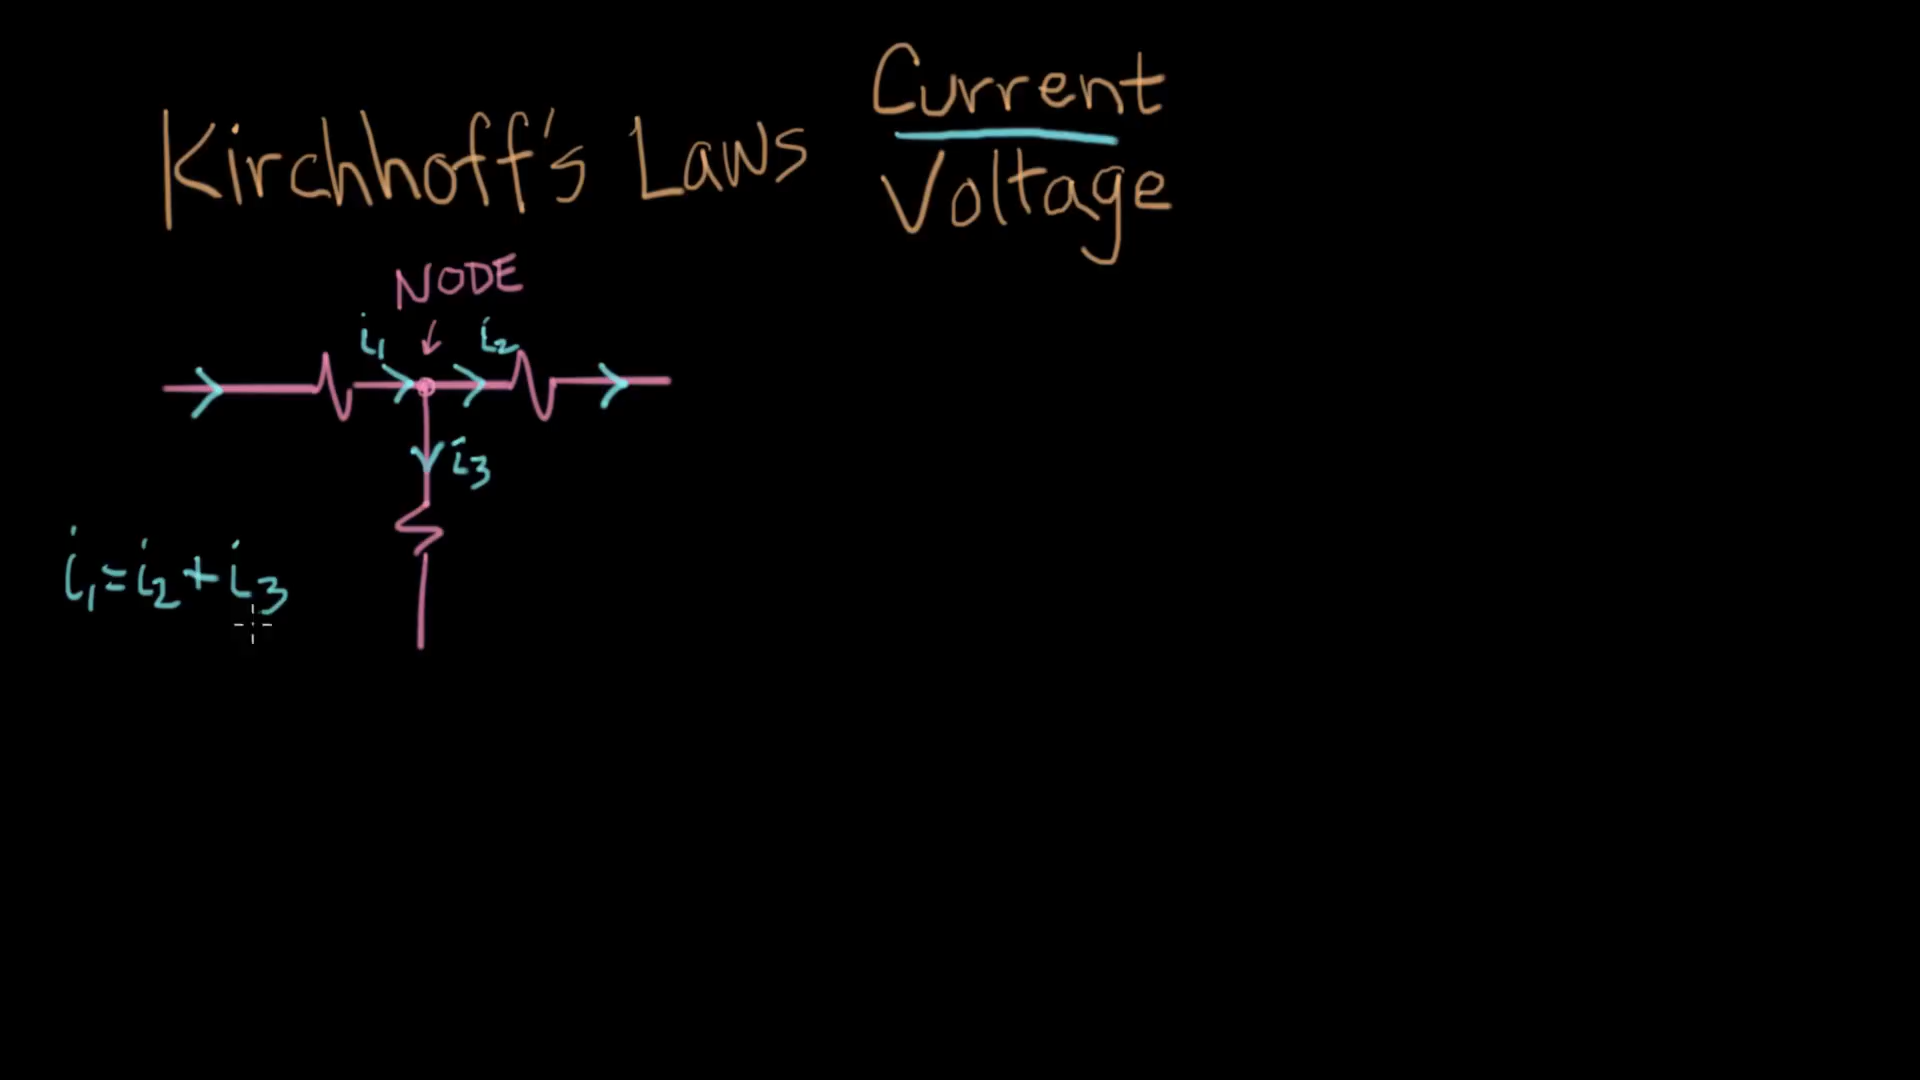 Current
Kirchhoff's Laws
Voltage
NODE
i₁ i₂
i₃
i₁=i₂+i₃